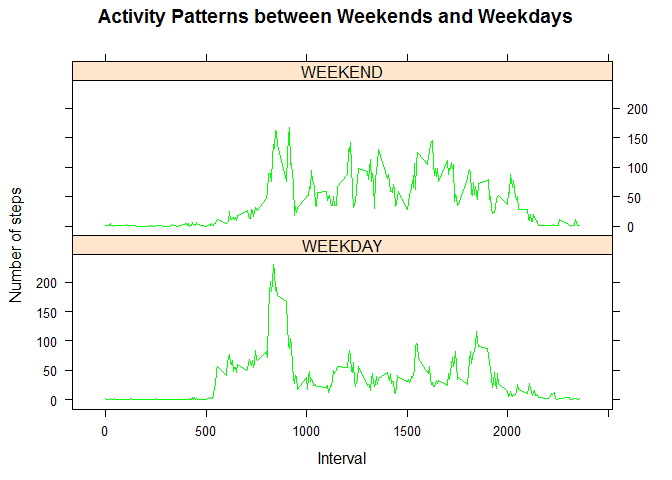 Activity Patterns between Weekends and Weekdays
WEEKEND
200
150
100
50
0
Number of steps
WEEKDAY
200
150
100
50
0
0 500 1000 1500 2000
Interval